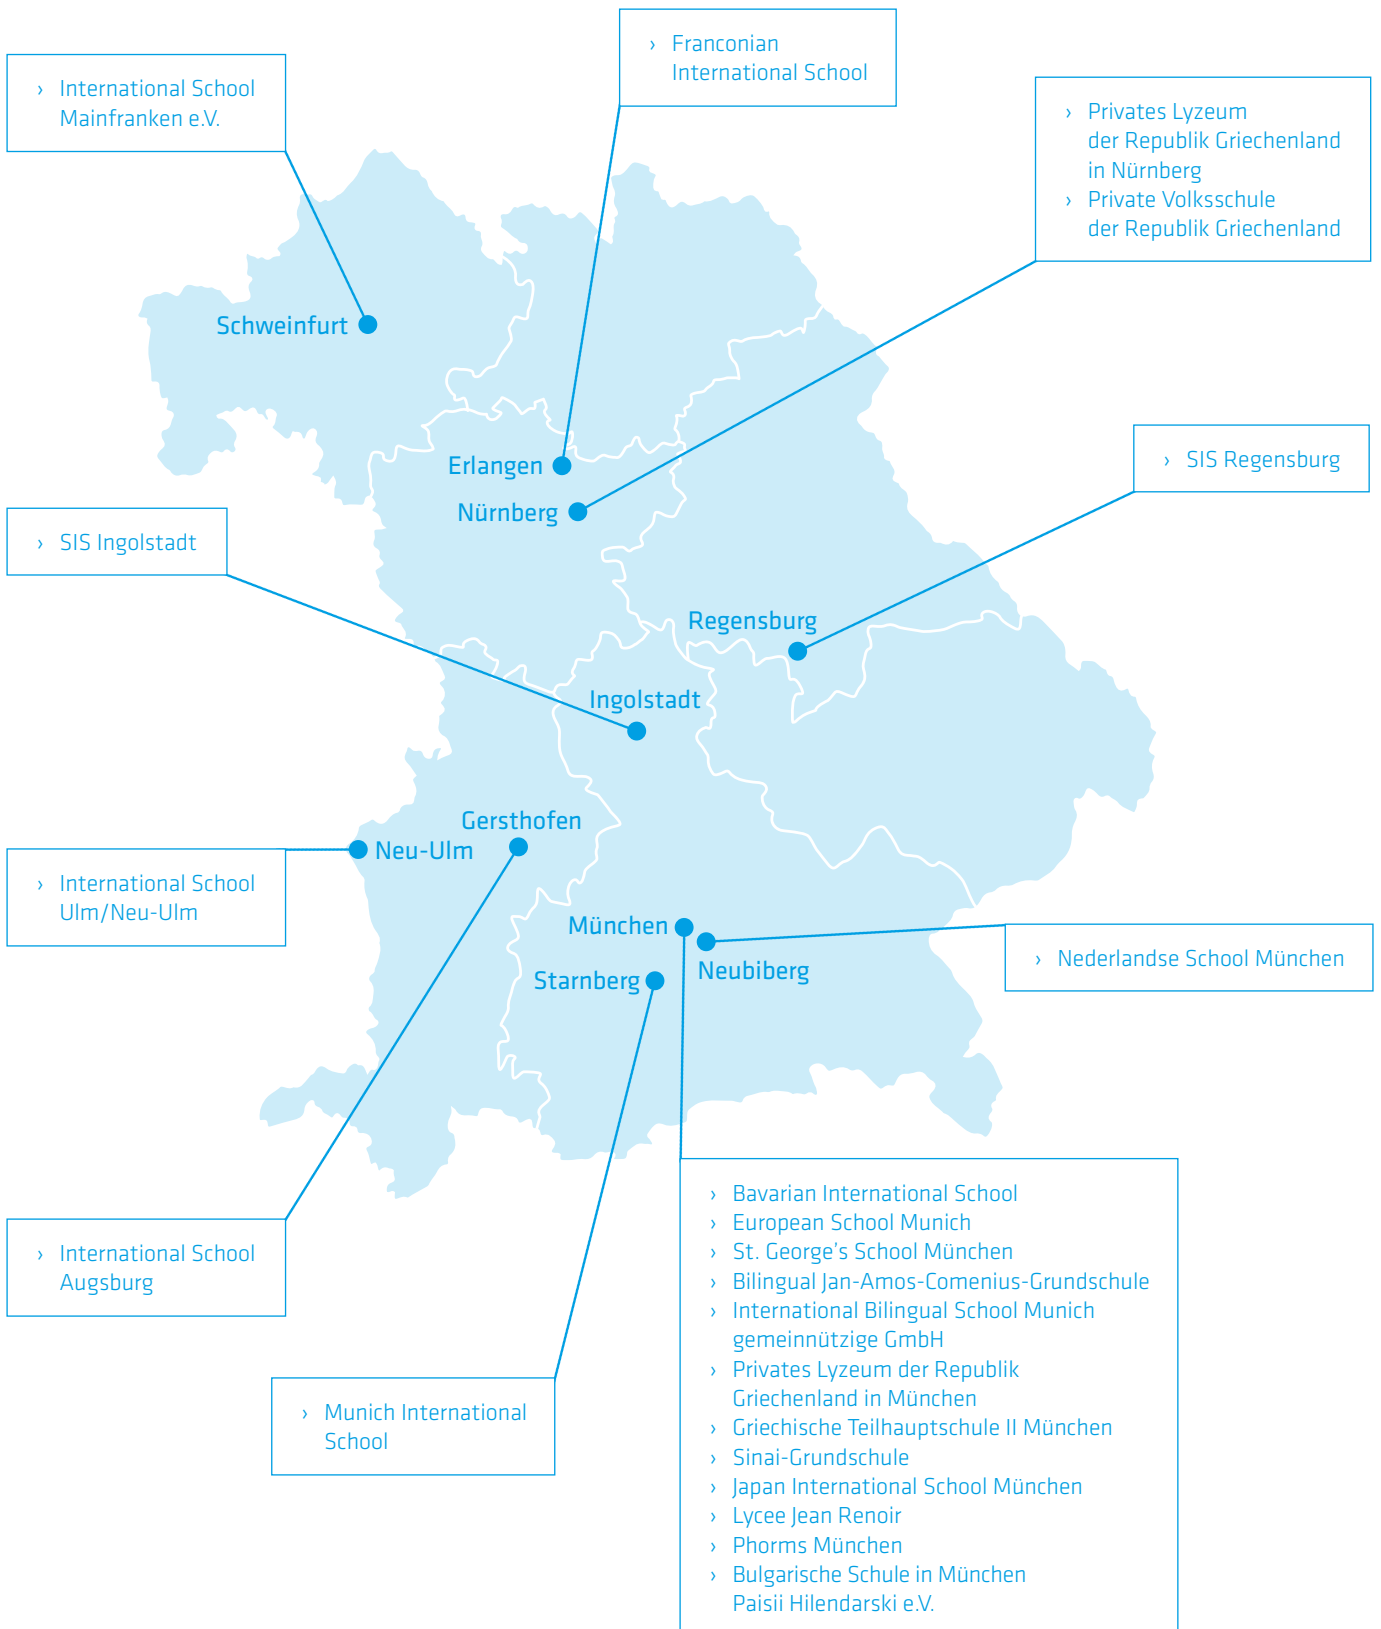 › Franconian
International School
› International School
Mainfranken e.V.
› Privates Lyzeum
der Republik Griechenland
in Nürnberg
› Private Volksschule
der Republik Griechenland
Schweinfurt
Erlangen
› SIS Regensburg
Nürnberg
› SIS Ingolstadt
Regensburg
Ingolstadt
Gersthofen
Neu-Ulm
› International School
Ulm/Neu-Ulm
München
› Nederlandse School München
Neubiberg
Starnberg
› Bavarian International School
› European School Munich
› St. George's School München
› Bilingual Jan-Amos-Comenius-Grundschule
› International Bilingual School Munich
gemeinnützige GmbH
› Privates Lyzeum der Republik
Griechenland in München
› Griechische Teilhauptschule II München
› Sinai-Grundschule
› Japan International School München
› Lycee Jean Renoir
› Phorms München
› Bulgarische Schule in München
Paisii Hilendarski e.V.
› International School
Augsburg
› Munich International
School